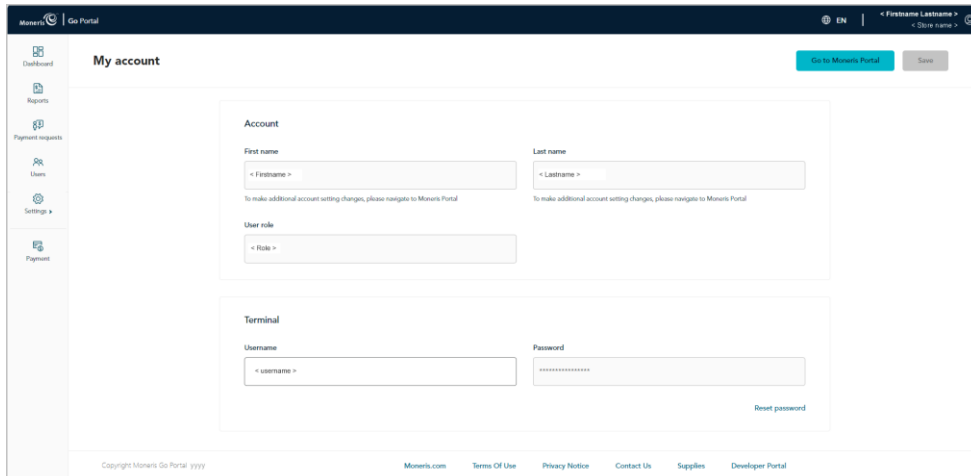 Moneris Go Portal
EN
< Firstname Lastname >
< Store name >
Dashboard
Reports
Payment requests
Users
Settings
Payment
My account
Go to Moneris Portal
Save
Account
First name
Last name
< Firstname >
< Lastname >
To make additional account setting changes, please navigate to Moneris Portal
To make additional account setting changes, please navigate to Moneris Portal
User role
< Role >
Terminal
Username
Password
< username >
****************
Reset password
Copyright Moneris Go Portal yyyy
Moneris.com
Terms Of Use
Privacy Notice
Contact Us
Supplies
Developer Portal